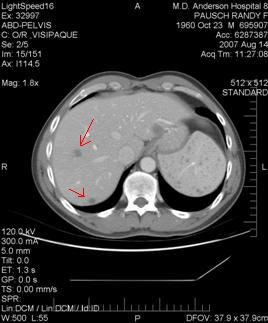 LightSpeed16
Ex: 32997
ABD-PELVIS
C: O/R_VISIPAQUE
Se: 2/5
Im: 15/151
Ax: I114.5
Mag: 1.8x
A
M.D. Anderson Hospital 8
PAUSCH RANDY F
1960 Oct 23 M 695907
Acc: 6287387
2007 Aug 14
Acq Tm: 11:27:08
512 x 512
STANDARD
R
L
120.0 kV
300.0 mA
5.0 mm
Tilt: 0.0
ET: 1.3 s
GP: 0.0 s
TS: 0.00 mm/s
SPR:
Lin DCM / Lin DCM / Id ID
W:500 L:55
P
DFOV: 37.9 x 37.9cm